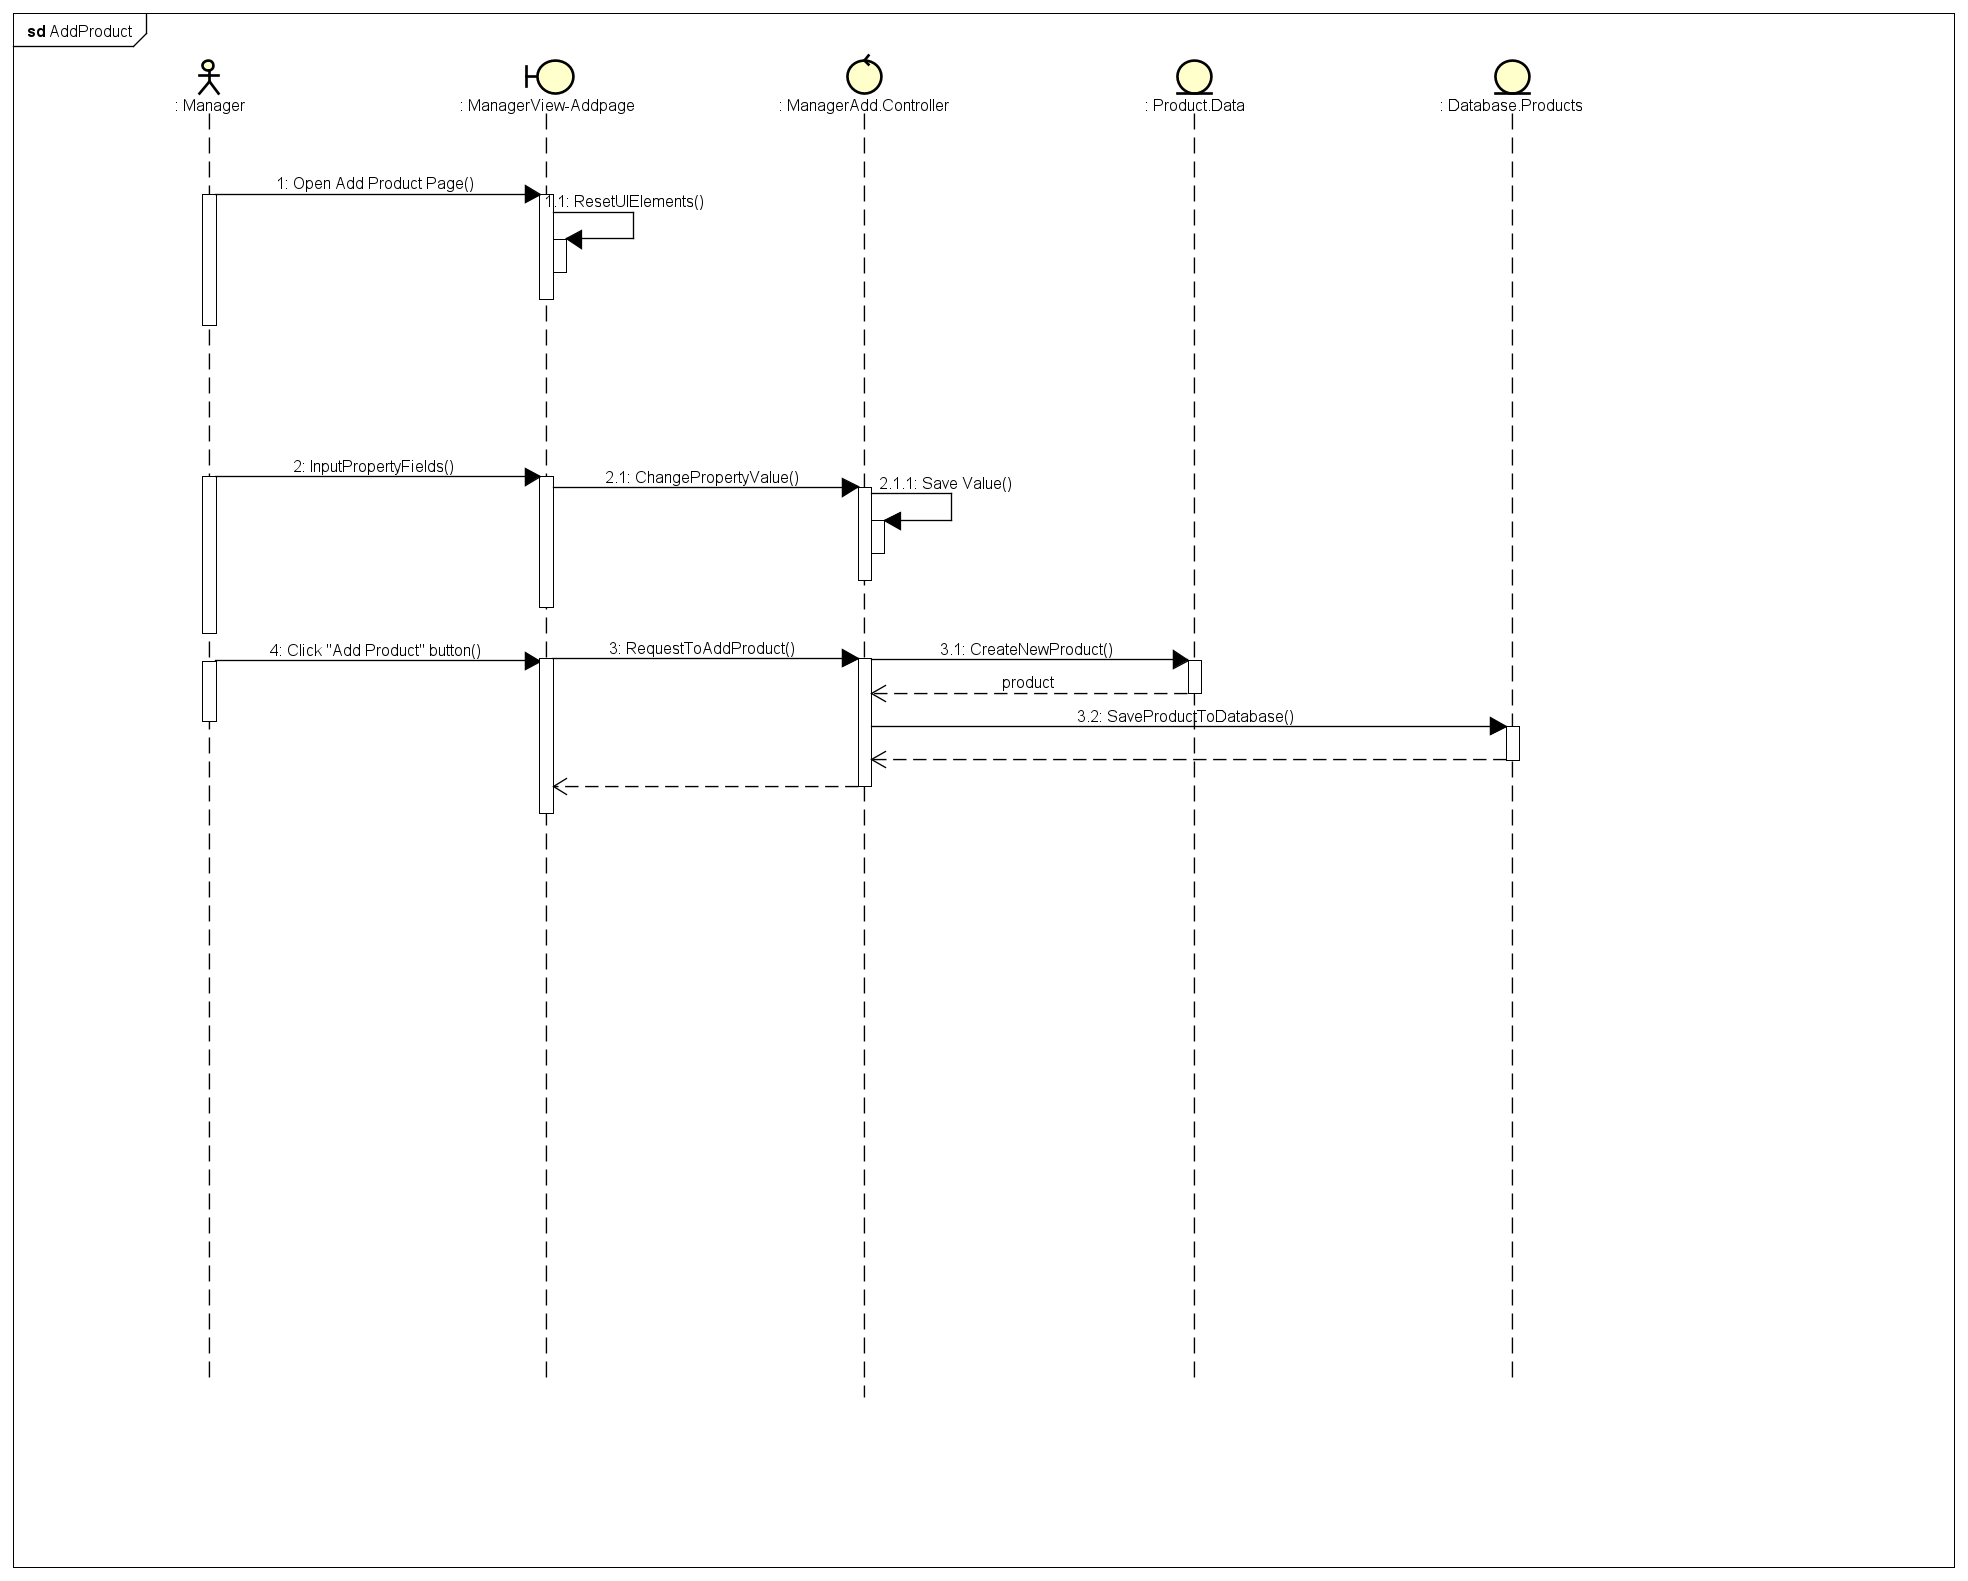 sd AddProduct
: Manager
: ManagerView-Addpage
: ManagerAdd.Controller
: Product.Data
: Database.Products
1: Open Add Product Page()
1.1: ResetUIElements()
2: InputPropertyFields()
2.1: ChangePropertyValue()
2.1.1: Save Value()
4: Click "Add Product" button()
3: RequestToAddProduct()
3.1: CreateNewProduct()
product
3.2: SaveProductToDatabase()